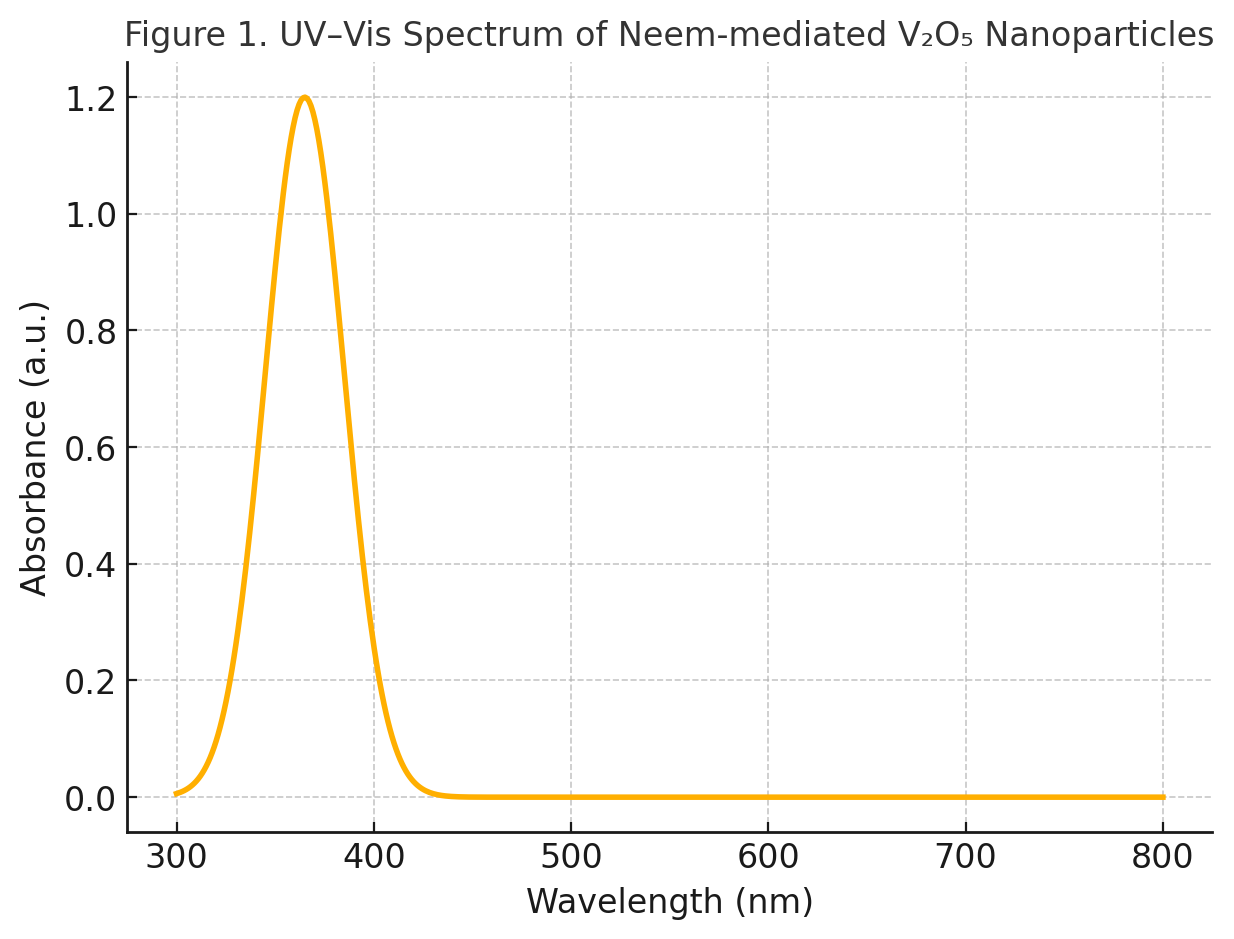 Figure 1. UV–Vis Spectrum of Neem-mediated V₂O₅ Nanoparticles
1.2
1.0
0.8
0.6
0.4
0.2
0.0
Absorbance (a.u.)
300 400 500 600 700 800
Wavelength (nm)